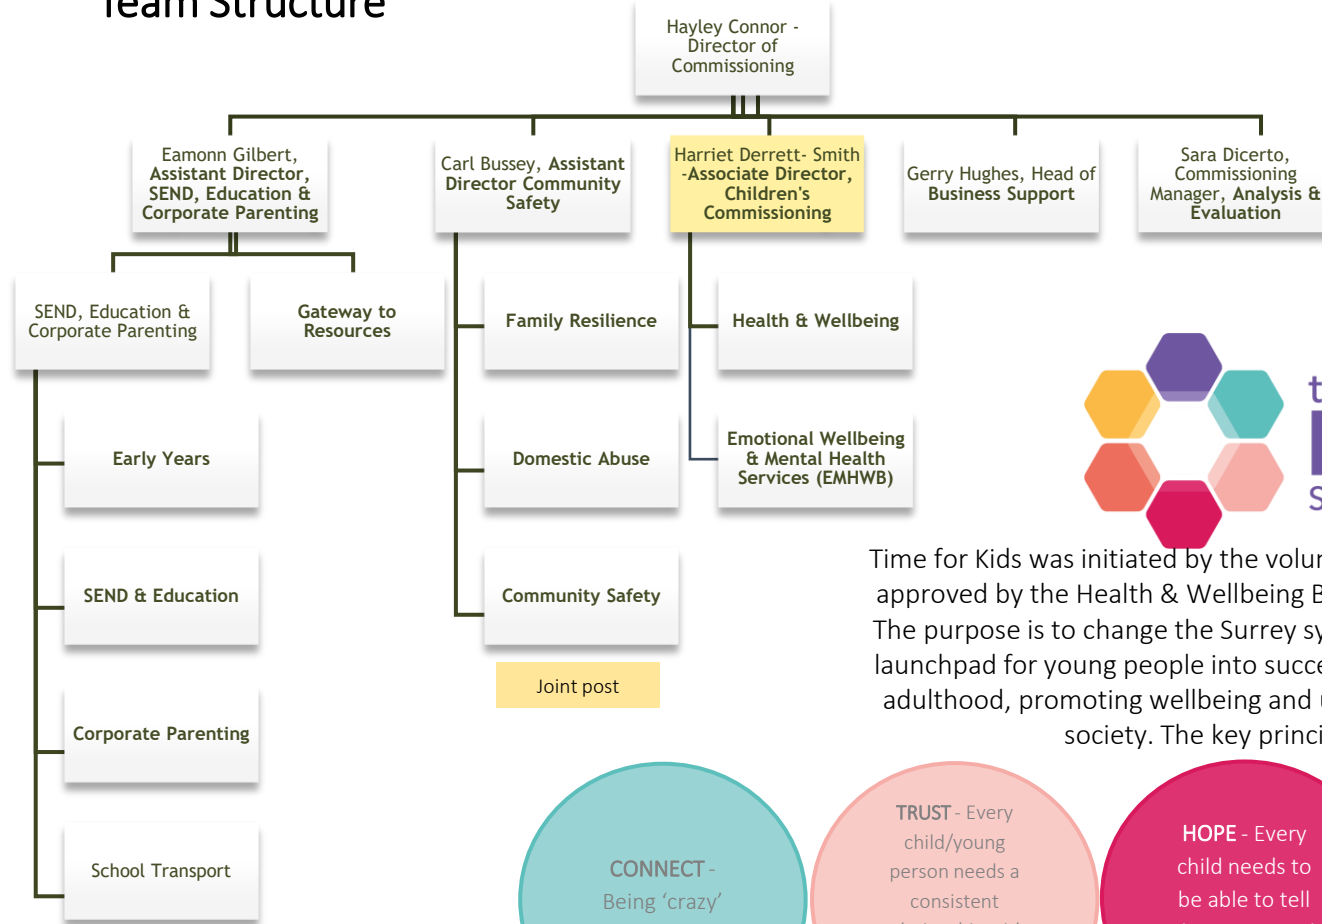 Team Structure
Hayley Connor -
Director of
Commissioning
Eamonn Gilbert,
Assistant Director,
SEND, Education &
Corporate Parenting
Carl Bussey, Assistant
Director Community
Safety
Harriet Derrett- Smith
-Associate Director,
Children's
Commissioning
Gerry Hughes, Head of
Business Support
Sara Dicerto,
Commissioning
Manager, Analysis &
Evaluation
SEND, Education &
Corporate Parenting
Gateway to
Resources
Family Resilience
Health & Wellbeing
Early Years
Domestic Abuse
Emotional Wellbeing
& Mental Health
Services (EMHWB)
SEND & Education
Community Safety
Joint post
Corporate Parenting
School Transport
Time for Kids was initiated by the
approved by the Health & Wellbeing
The purpose is to change the Surrey
launchpad for young people into
adulthood, promoting wellbeing and
society. The key
CONNECT -
Being ‘crazy’
TRUST - Every
child/young
person needs a
consistent
HOPE - Every
child needs to
be able to tell